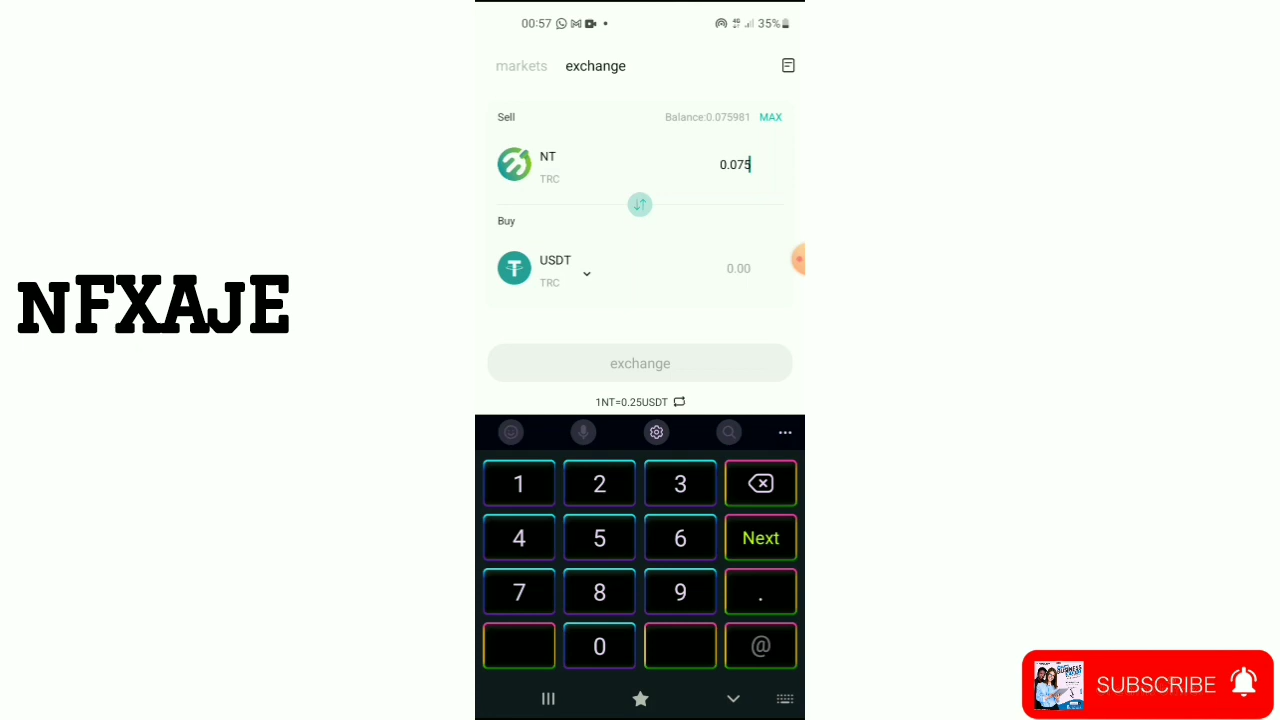 00:57 35%
markets exchange
Sell Balance:0.075981 MAX
NT 0.075
TRC
Buy
USDT 0.00
TRC
exchange
1NT=0.25USDT
1 2 3
4 5 6 Next
7 8 9 .
0 @
NFXAJE
SUBSCRIBE